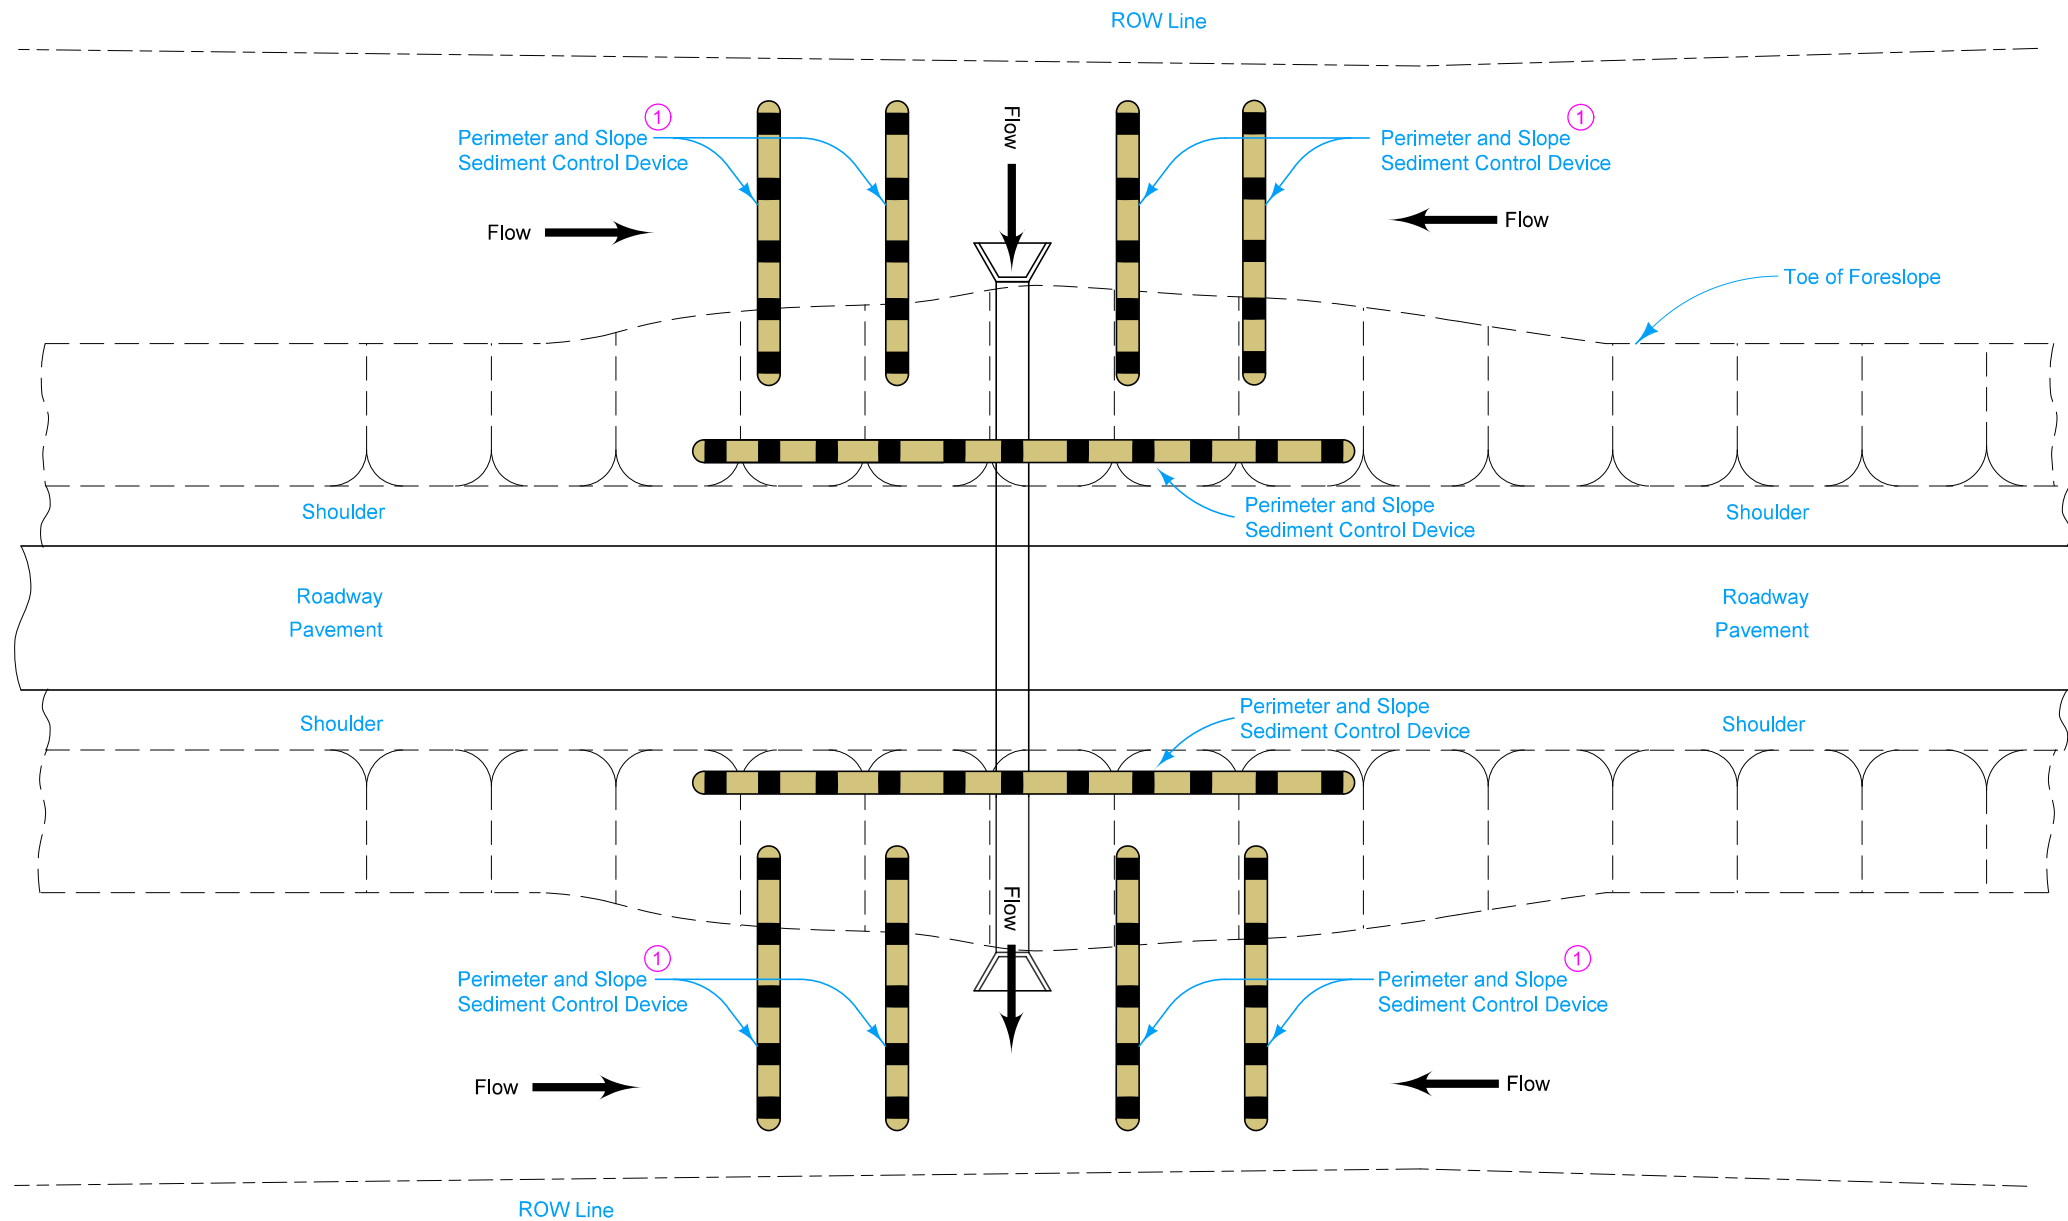 ROW Line
1
Perimeter and Slope
Sediment Control Device
Flow
1
Perimeter and Slope
Sediment Control Device
Flow
Flow
Toe of Foreslope
Shoulder
Perimeter and Slope
Sediment Control Device
Shoulder
Roadway
Pavement
Roadway
Pavement
Shoulder
Perimeter and Slope
Sediment Control Device
Shoulder
Flow
1
Perimeter and Slope
Sediment Control Device
1
Perimeter and Slope
Sediment Control Device
Flow
Flow
ROW Line